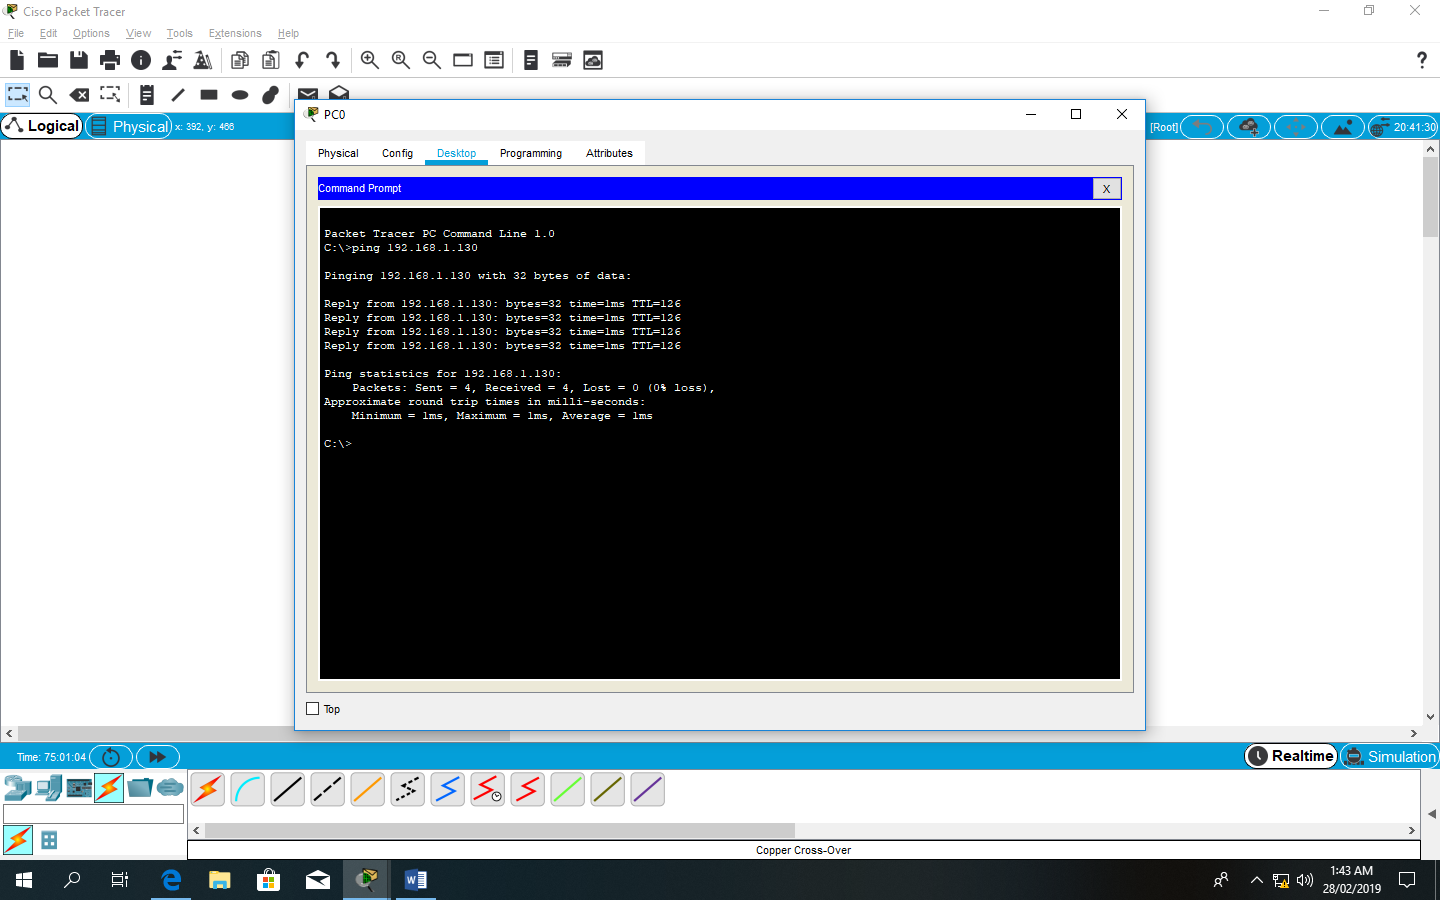 Cisco Packet Tracer
File Edit Options View Tools Extensions Help
Logical Physical x: 392, y: 466
[Root] 20:41:30
PC0
Physical Config Desktop Programming Attributes
Command Prompt X
Packet Tracer PC Command Line 1.0
C:\>ping 192.168.1.130
Pinging 192.168.1.130 with 32 bytes of data:
Reply from 192.168.1.130: bytes=32 time=1ms TTL=126
Reply from 192.168.1.130: bytes=32 time=1ms TTL=126
Reply from 192.168.1.130: bytes=32 time=1ms TTL=126
Reply from 192.168.1.130: bytes=32 time=1ms TTL=126
Ping statistics for 192.168.1.130:
Packets: Sent = 4, Received = 4, Lost = 0 (0% loss),
Approximate round trip times in milli-seconds:
Minimum = 1ms, Maximum = 1ms, Average = 1ms
C:\>
Top
Time: 75:01:04
Realtime Simulation
Copper Cross-Over
1:43 AM
28/02/2019